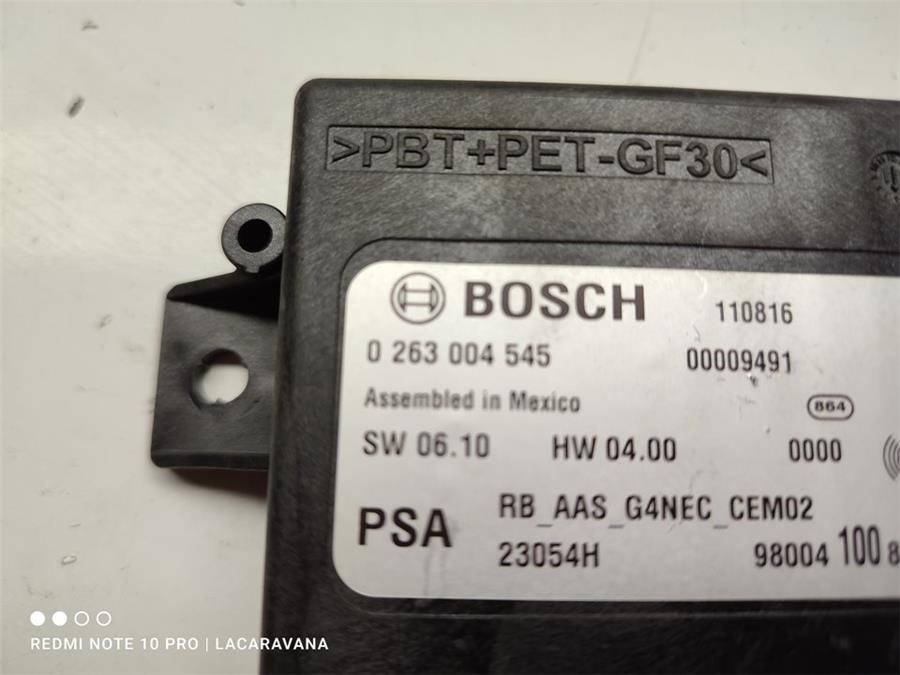 >PBT+PET-GF30<
BOSCH 110816
0 263 004 545 00009491
Assembled in Mexico 864
SW 06.10 HW 04.00 0000
PSA RB_AAS_G4NEC_CEM02
23054H 98004 100 8
REDMI NOTE 10 PRO | LACARAVANA